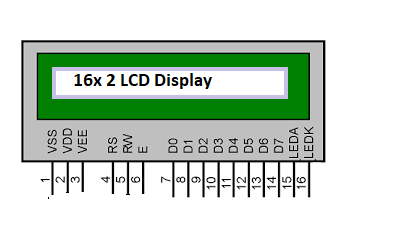 16x 2 LCD Display
VSS VDD VEE RS RW E D0 D1 D2 D3 D4 D5 D6 D7 LEDA LEDK
1 2 3 4 5 6 7 8 9 10 11 12 13 14 15 16